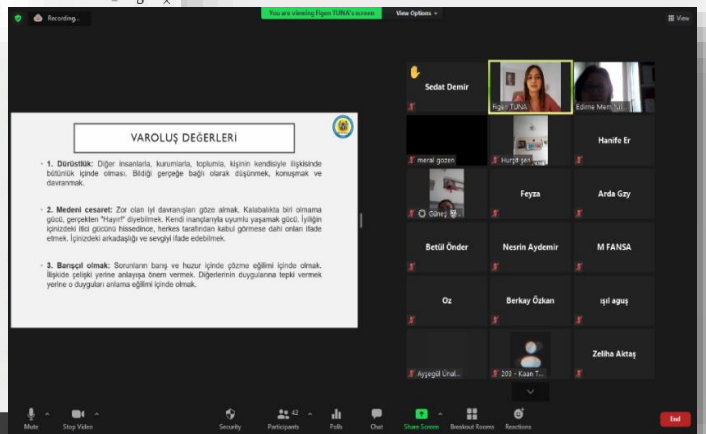 Recording...
You are viewing Figen TUNA's screen
View Options
View
VAROLUŞ DEĞERLERİ
1. Dürüstlük: Diğer insanlarla, kurumlarla, toplumla, kişinin kendisiyle ilişkisinde
bütünlük içinde olması. Bildiği gerçeğe bağlı olarak düşünmek, konuşmak ve
davranmak.
2. Medeni cesaret: Zor olan iyi davranışları göze almak. Kalabalıkta biri olmama
gücü, gerçekten "Hayır!" diyebilmek. Kendi inançlarıyla uyumlu yaşamak gücü. İyiliğin
içinizdeki itici gücünü hissedince, herkes tarafından kabul görmese dahi onları ifade
etmek. İçinizdeki arkadaşlığı ve sevgiyi ifade edebilmek.
3. Barışçıl olmak: Sorunların barış ve huzur içinde çözme eğilimi içinde olmak.
İlişkide çelişki yerine anlayışa önem vermek. Diğerlerinin duygularına tepki vermek
yerine o duyguları anlama eğilimi içinde olmak.
Sedat Demir
Figen TUNA
meral gozen
Hurşit şen
Hanife Er
Güneş
Feyza
Arda Gzy
Betül Önder
Nesrin Aydemir
M FANSA
Oz
Berkay Özkan
ışıl aguş
Ayşegül Ünal...
203 - Kaan T...
Zeliha Aktaş
Mute
Stop Video
Security
42
Participants
Polls
Chat
Share Screen
Breakout Rooms
Reactions
End